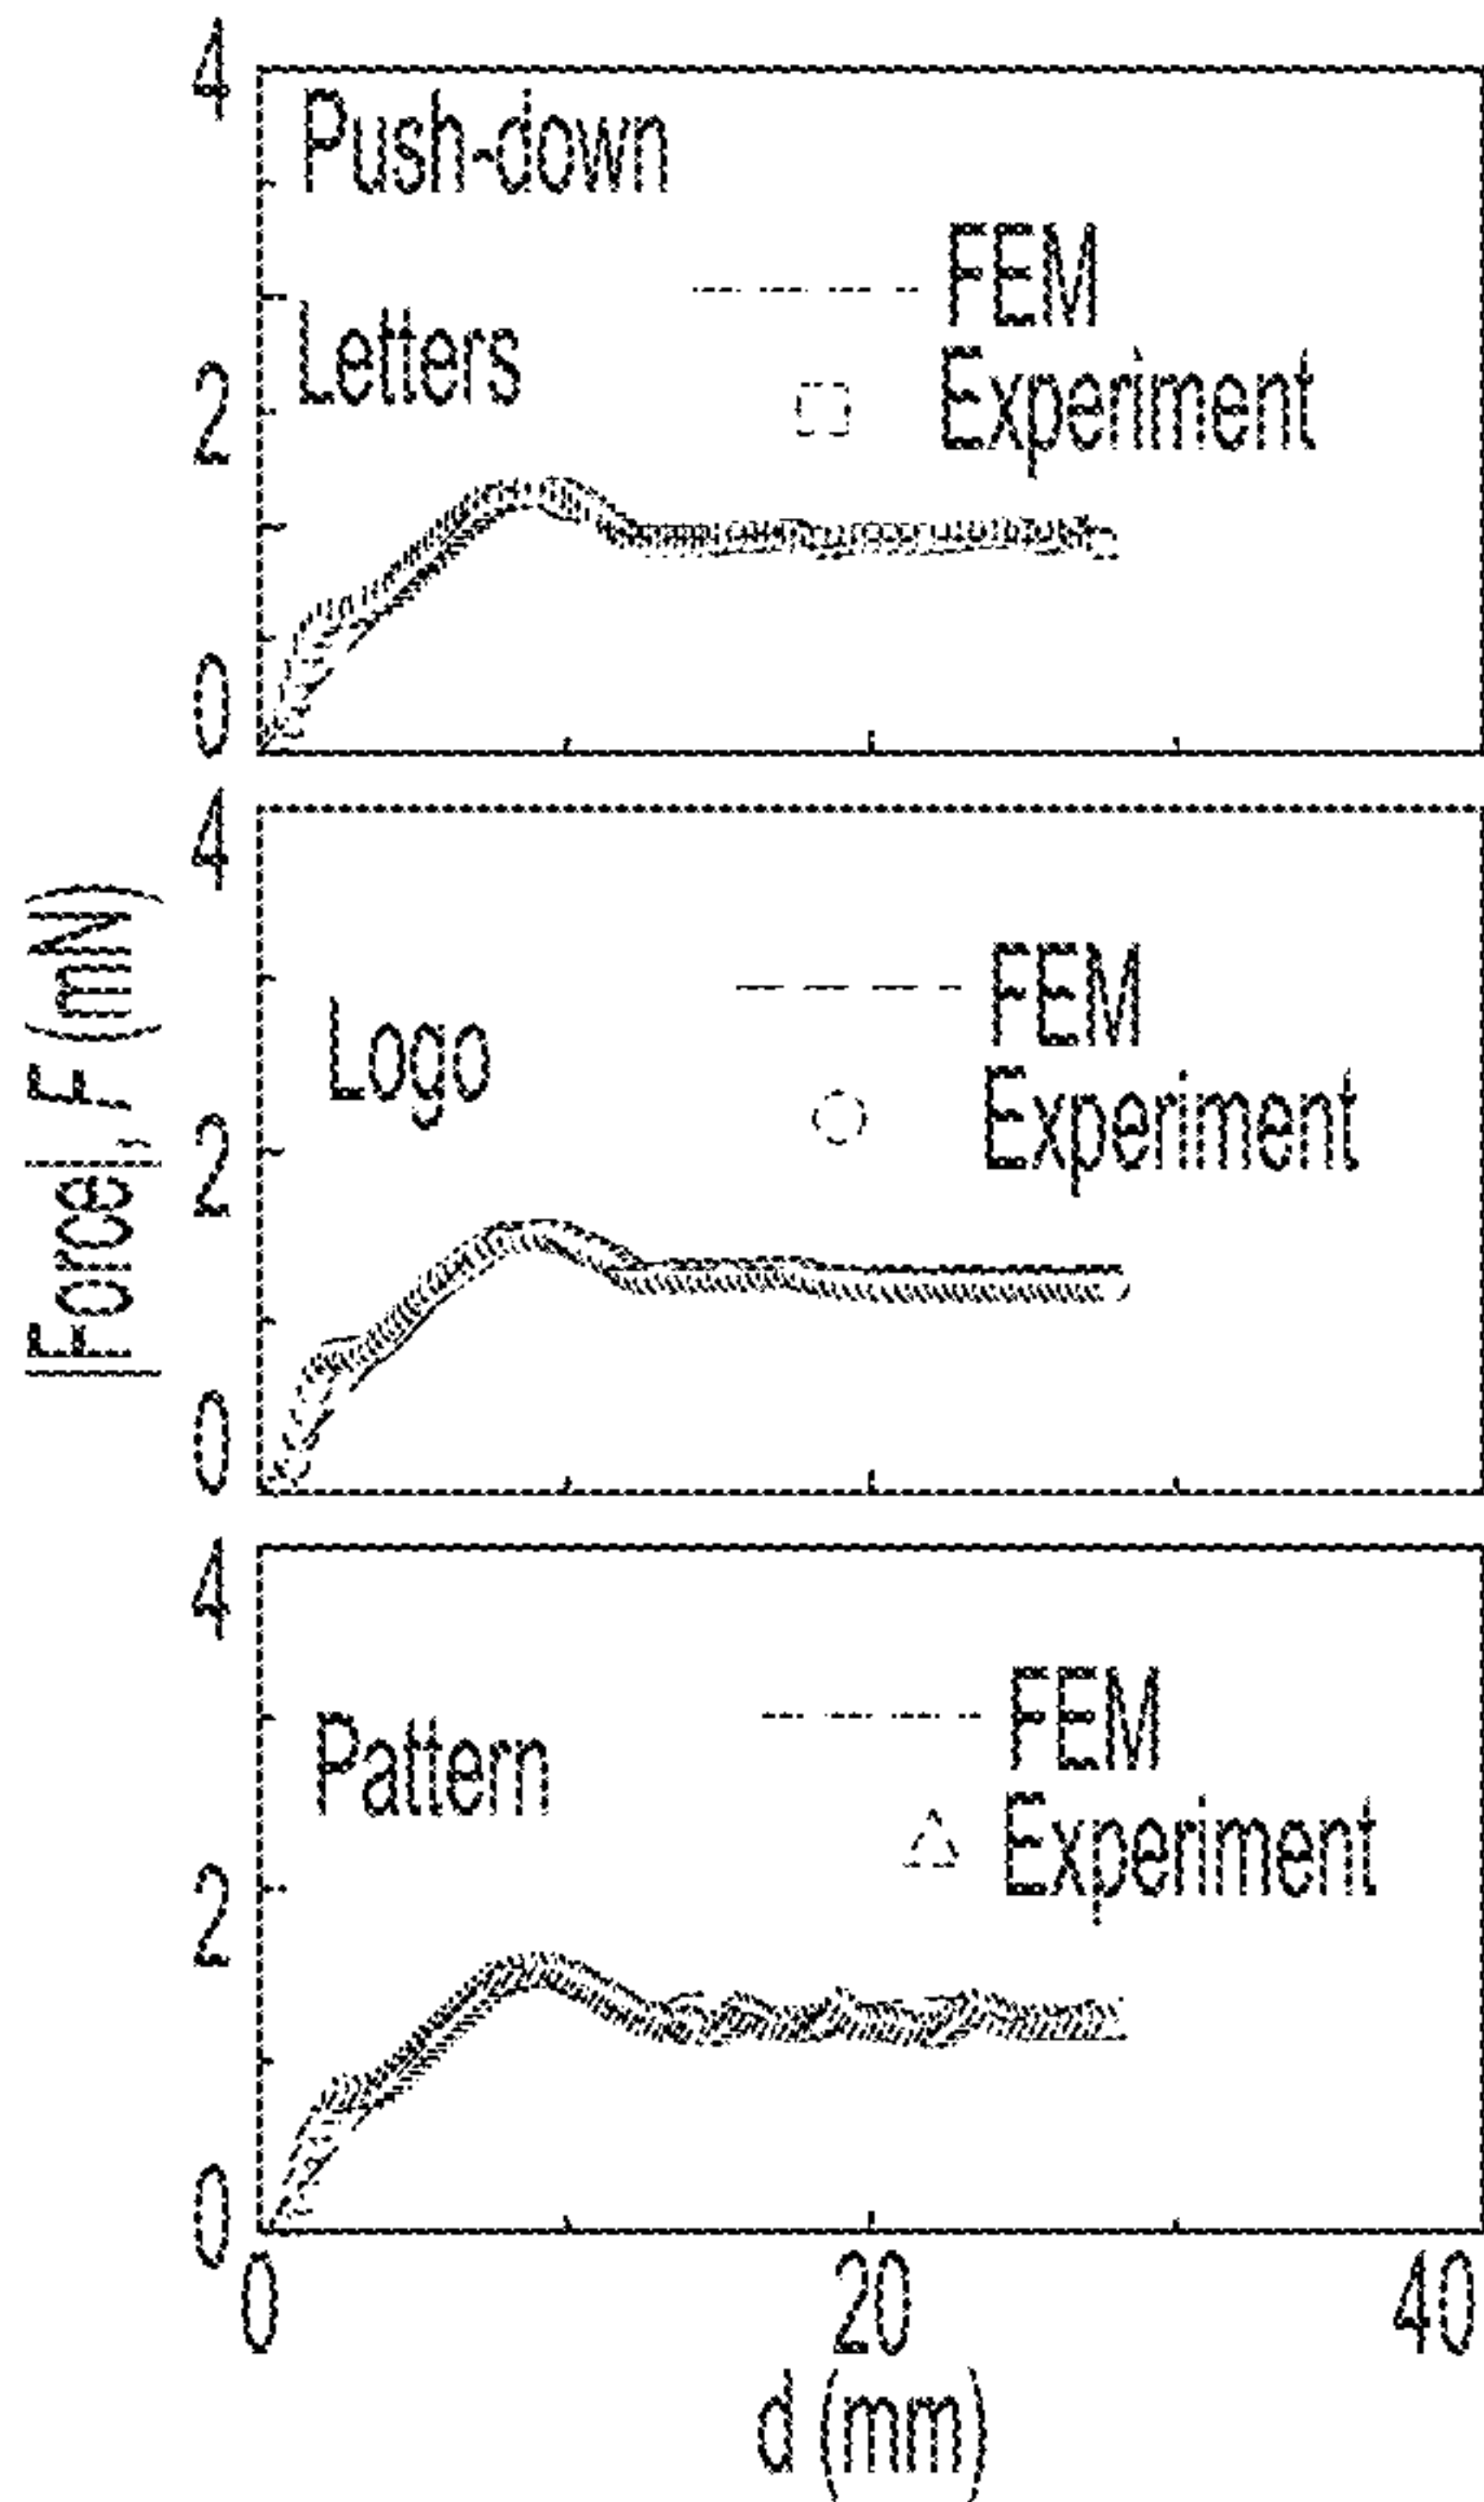 |Force|, F (mN)
4
Push-down
FEM
Letters
Experiment
2
0
4
FEM
Logo
Experiment
2
0
4
FEM
Pattern
Experiment
2
0
0 20 40
d (mm)